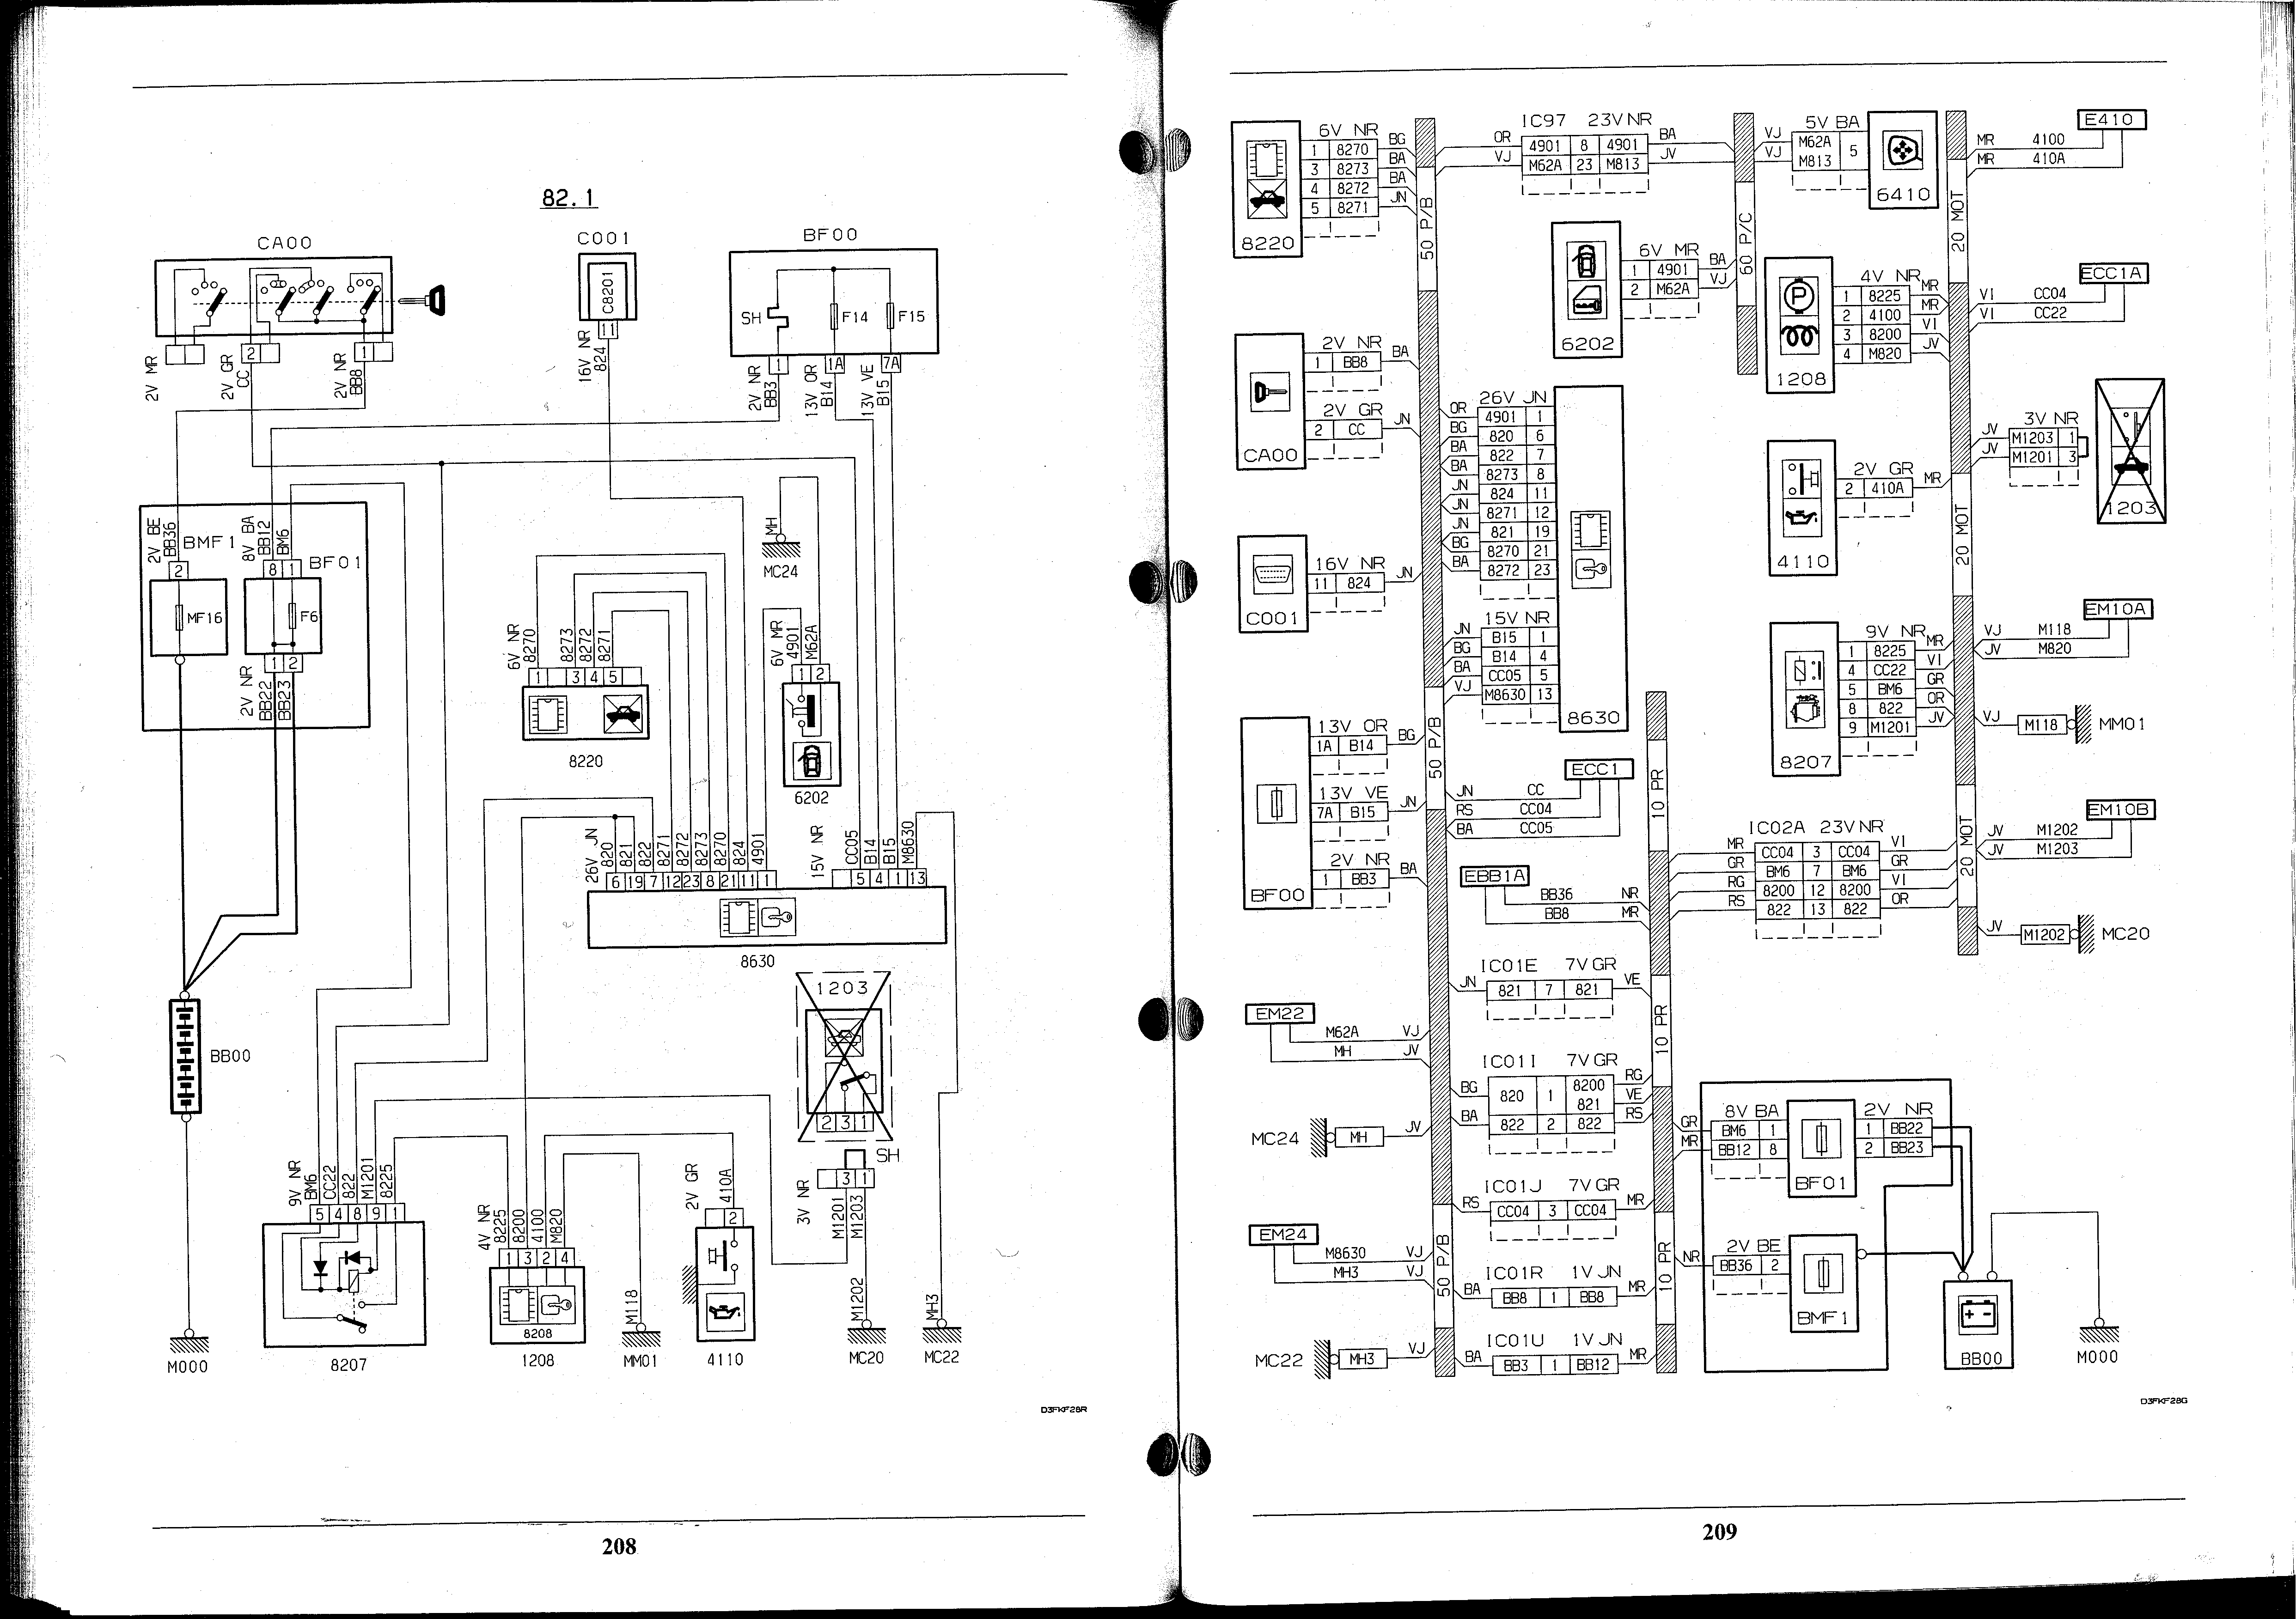 82.1
CA00
C001
BF00
C8201
SH
F14
F15
2
1
11
1
1A
7A
2V MR
2V GR
CC
2V NR
BB8
16V NR
824
2V NR
BB3
13V OR
B14
13V VE
B15
2V BE
BB36
BMF1
8V BA
BB12
BM6
BF01
2
8
1
MF16
F6
1
2
2V NR
BB22
BB23
MH
MC24
6V NR
8270
8273
8272
8271
1
3
4
5
8220
6V MR
4901
M62A
1
2
6202
26V JN
820
821
822
8271
8272
8273
8270
824
4901
6
19
7
12
23
8
21
11
1
15V NR
CC05
B14
B15
M8630
5
4
1
13
8630
BB00
1203
2
3
1
SH
3V NR
3
1
M1201
M1203
M1202
MH3
9V NR
BM6
CC22
822
M1201
8225
5
4
8
9
1
8207
4V NR
8225
8200
4100
M820
1
3
2
4
8208
1208
M118
MM01
2V GR
410A
2
4110
M000
MC20
MC22
D3FKF28R
208
8220
6V NR
1 8270 BG
3 8273 BA
4 8272 BA
5 8271 JN
50 P/B
IC97 23V NR
OR 4901 8 4901 BA
VJ M62A 23 M813 JV
60 P/C
5V BA
VJ M62A 5
VJ M813
6410
20 MOT
E410
MR 4100
MR 410A
6202
6V MR
1 4901 BA
2 M62A VJ
1208
4V NR
1 8225 MR
2 4100 MR
3 8200 VI
4 M820 JV
ECC1A
VI CC04
VI CC22
CA00
2V NR
1 BB8 BA
2V GR
2 CC JN
26V JN
OR 4901 1
BG 820 6
BA 822 7
BA 8273 8
JN 824 11
JN 8271 12
JN 821 19
BG 8270 21
BA 8272 23
15V NR
JN B15 1
BG B14 4
BA CC05 5
VJ M8630 13
8630
4110
2V GR
2 410A MR
3V NR
JV M1203 1
JV M1201 3
1203
20 MOT
C001
16V NR
11 824 JN
8207
9V NR
1 8225 MR
4 CC22 VI
5 BM6 GR
8 822 OR
9 M1201 JV
EM10A
VJ M118
JV M820
VJ M118 MM01
BF00
13V OR
1A B14 BG
13V VE
7A B15 JN
2V NR
1 BB3 BA
50 P/B
ECC1
JN CC
RS CC04
BA CC05
10 PR
EBB1A
BB36 NR
BB8 MR
IC02A 23V NR
MR CC04 3 CC04 VI
GR BM6 7 BM6 GR
RG 8200 12 8200 VI
RS 822 13 822 OR
20 MOT
EM10B
JV M1202
JV M1203
JV M1202 MC20
IC01E 7V GR
JN 821 7 821 VE
10 PR
EM22
M62A VJ
MH JV
IC01I 7V GR
BG 820 1 8200 RG
821 VE
BA 822 2 822 RS
MC24 MH JV
IC01J 7V GR
RS CC04 3 CC04 MR
EM24
M8630 VJ
MH3 VJ
50 P/B
IC01R 1V JN
BA BB8 1 BB8 MR
10 PR
MC22 MH3 VJ
IC01U 1V JN
BA BB3 1 BB12 MR
8V BA
GR BM6 1
MR BB12 8
BF01
2V NR
1 BB22
2 BB23
2V BE
NR BB36 2
BMF1
BB00
M000
D3FKF28G
209